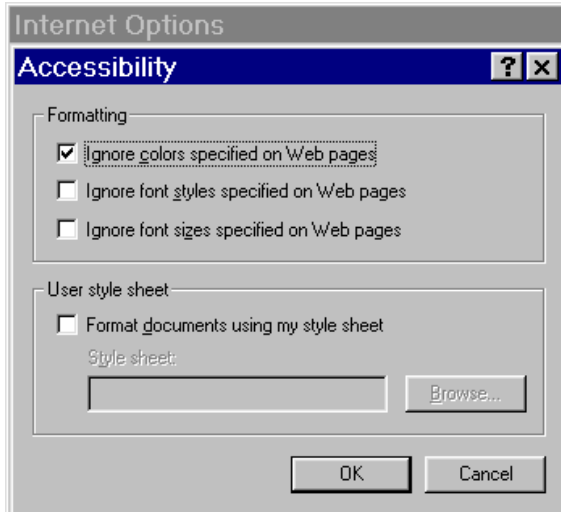 Internet Options
Accessibility
Formatting
Ignore colors specified on Web pages
Ignore font styles specified on Web pages
Ignore font sizes specified on Web pages
User style sheet
Format documents using my style sheet
Style sheet:
Browse...
OK Cancel